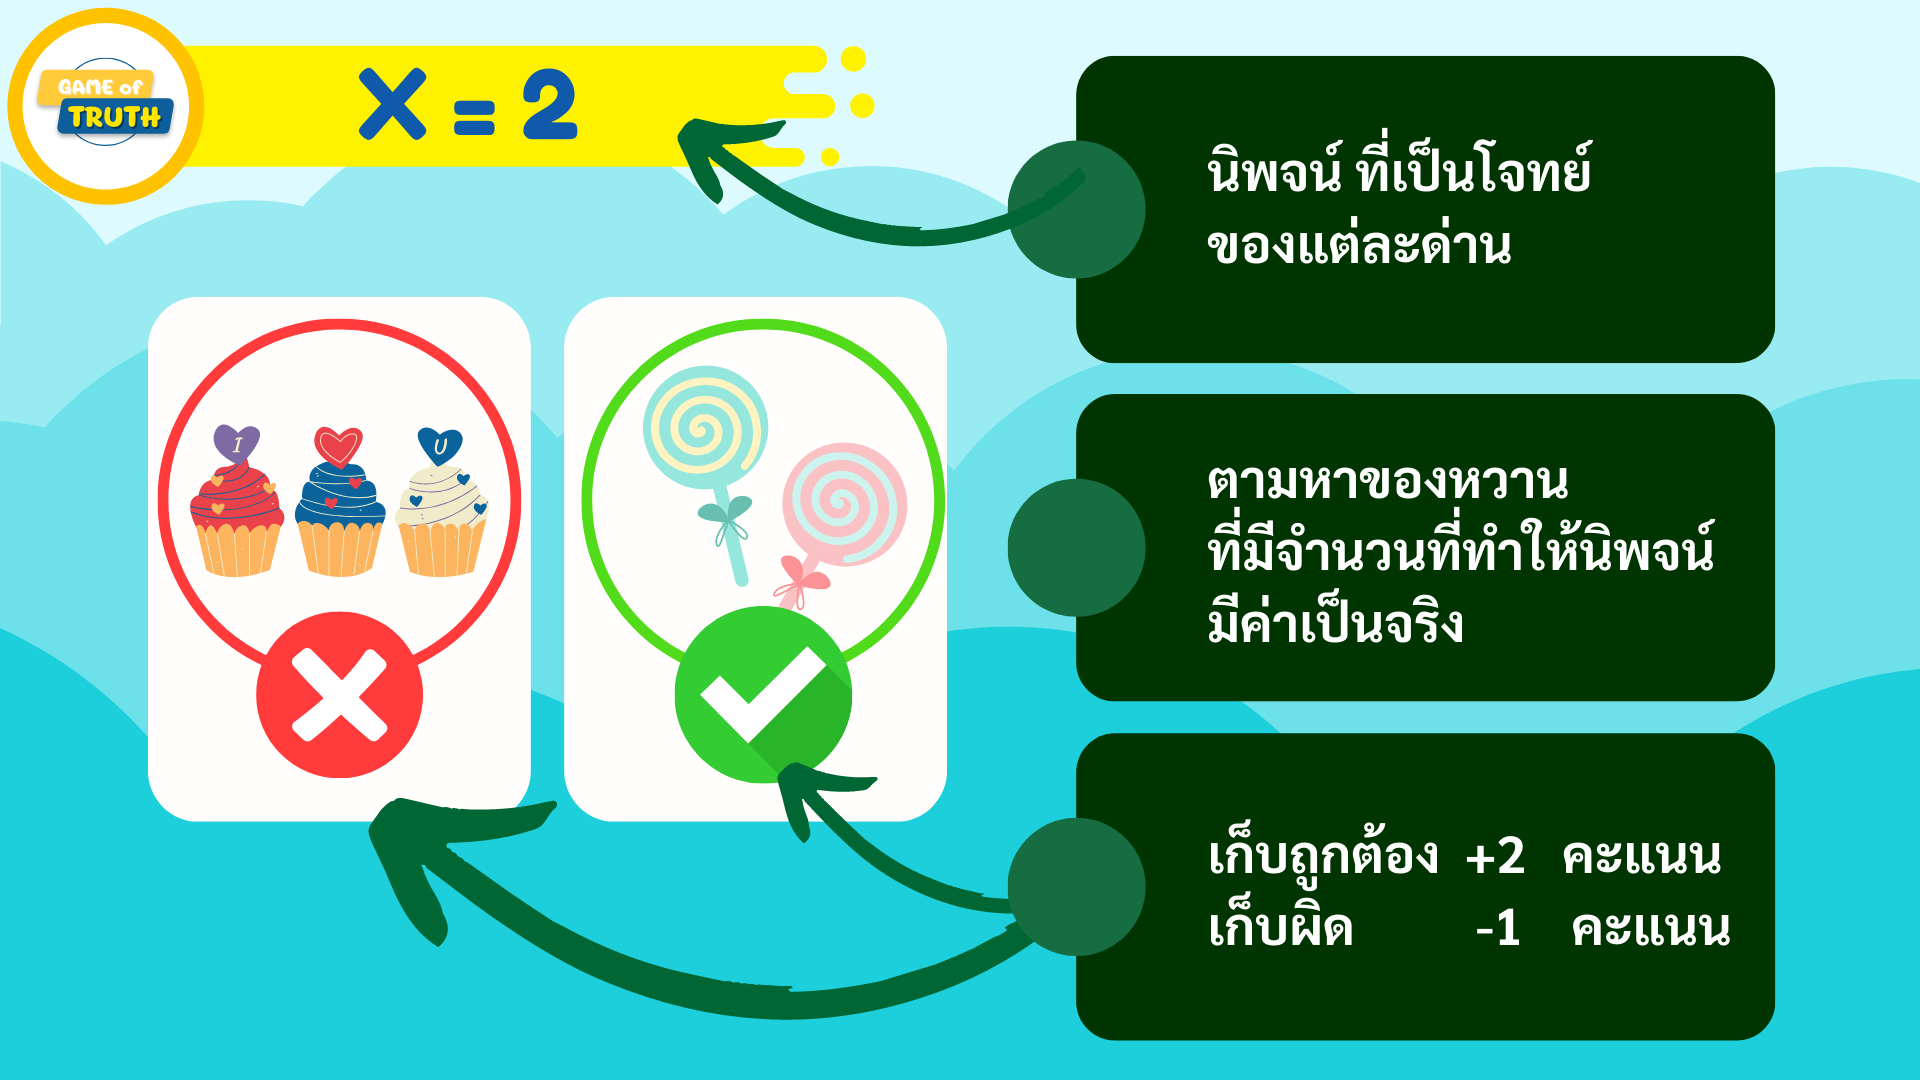 GAME of
TRUTH
X = 2
นิพจน์ ที่เป็นโจทย์
ของแต่ละด่าน
I
U
ตามหาของหวาน
ที่มีจำนวนที่ทำให้นิพจน์
มีค่าเป็นจริง
เก็บถูกต้อง +2 คะแนน
เก็บผิด -1 คะแนน